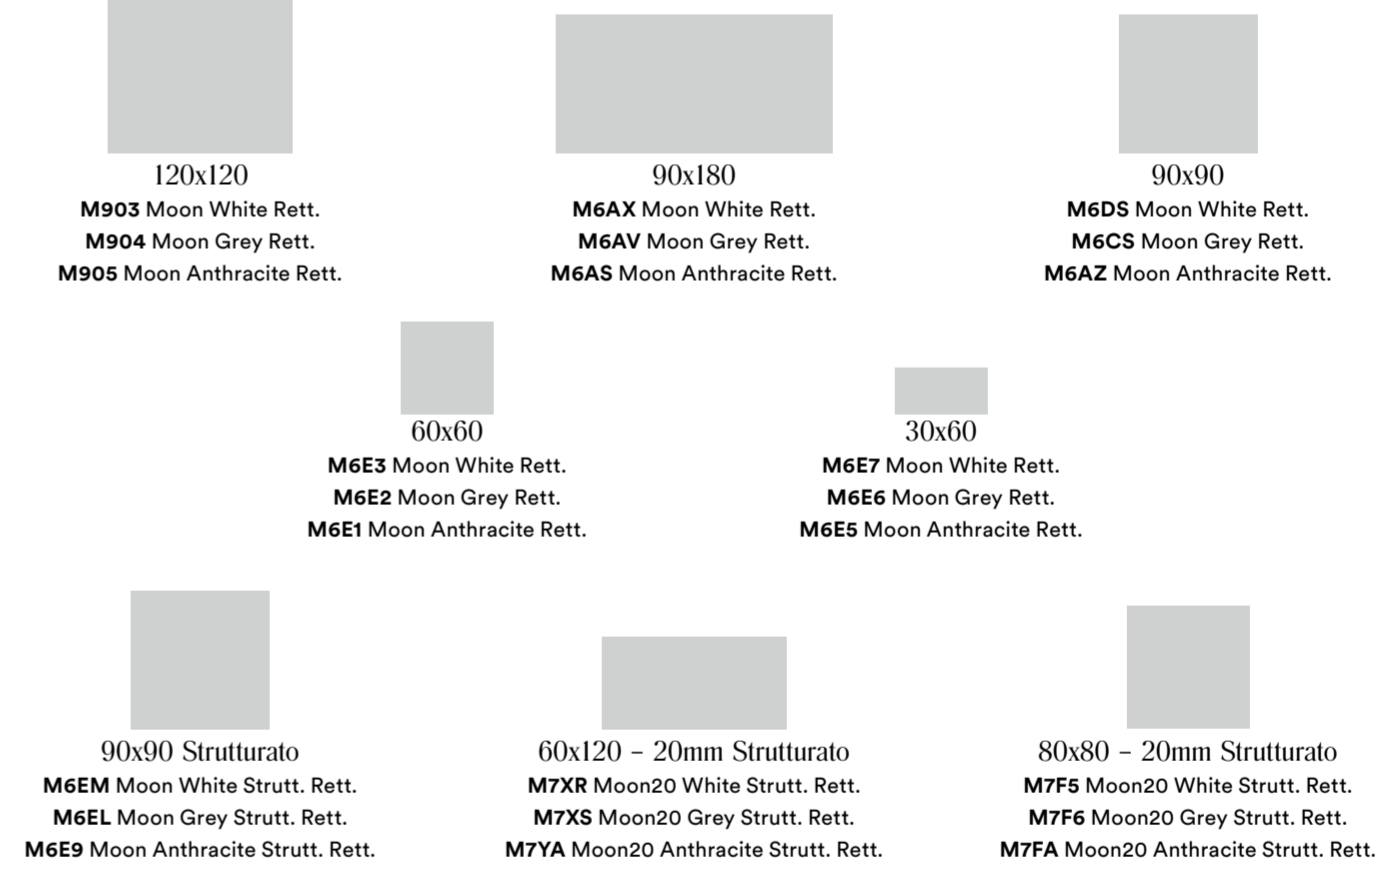 120x120
M903 Moon White Rett.
M904 Moon Grey Rett.
M905 Moon Anthracite Rett.
90x180
M6AX Moon White Rett.
M6AV Moon Grey Rett.
M6AS Moon Anthracite Rett.
90x90
M6DS Moon White Rett.
M6CS Moon Grey Rett.
M6AZ Moon Anthracite Rett.
60x60
M6E3 Moon White Rett.
M6E2 Moon Grey Rett.
M6E1 Moon Anthracite Rett.
30x60
M6E7 Moon White Rett.
M6E6 Moon Grey Rett.
M6E5 Moon Anthracite Rett.
90x90 Strutturato
M6EM Moon White Strutt. Rett.
M6EL Moon Grey Strutt. Rett.
M6E9 Moon Anthracite Strutt. Rett.
60x120 – 20mm Strutturato
M7XR Moon20 White Strutt. Rett.
M7XS Moon20 Grey Strutt. Rett.
M7YA Moon20 Anthracite Strutt. Rett.
80x80 – 20mm Strutturato
M7F5 Moon20 White Strutt. Rett.
M7F6 Moon20 Grey Strutt. Rett.
M7FA Moon20 Anthracite Strutt. Rett.